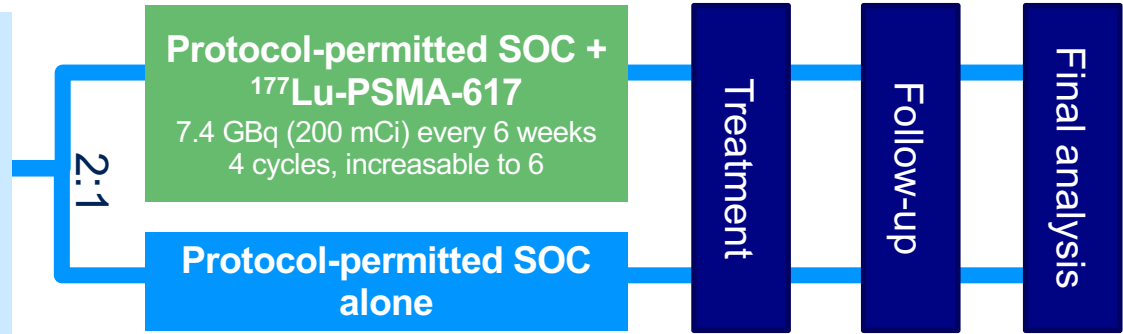 2:1
Protocol-permitted SOC +
¹⁷⁷Lu-PSMA-617
7.4 GBq (200 mCi) every 6 weeks
4 cycles, increasable to 6
Protocol-permitted SOC
alone
Treatment
Follow-up
Final analysis